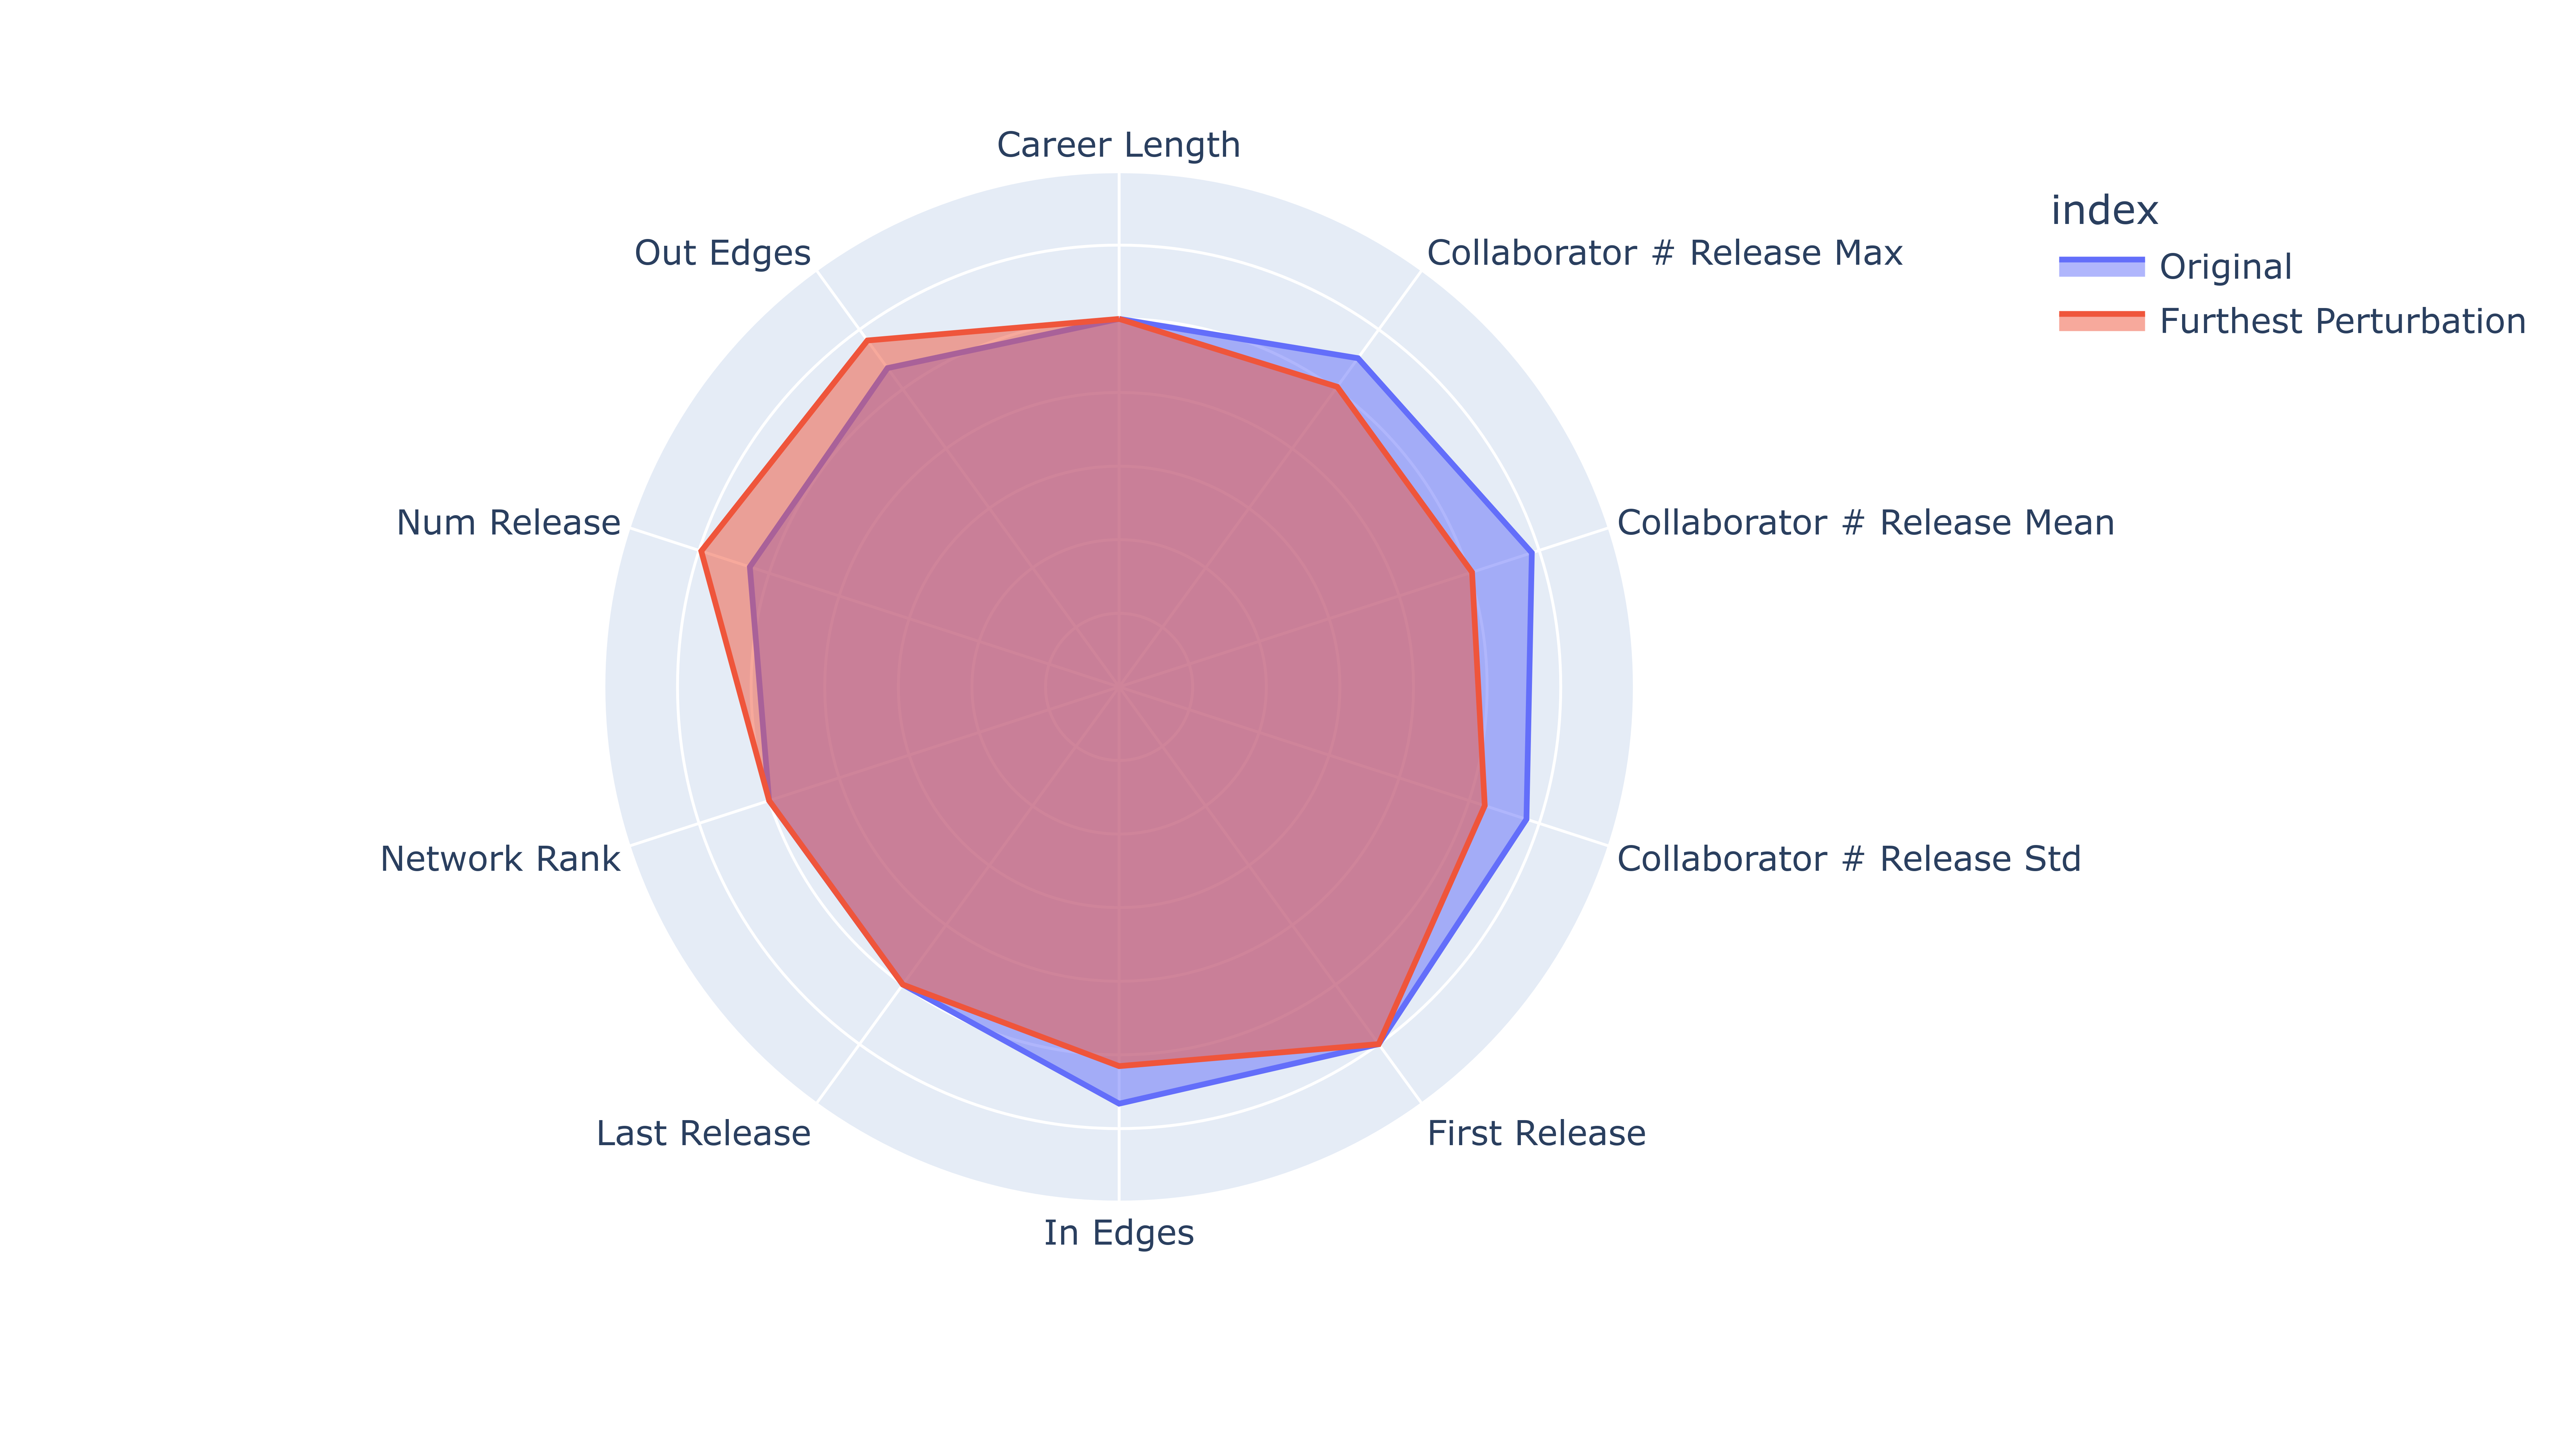 Career Length
Out Edges
Collaborator # Release Max
Num Release
Collaborator # Release Mean
Network Rank
Collaborator # Release Std
Last Release
First Release
In Edges
index
Original
Furthest Perturbation